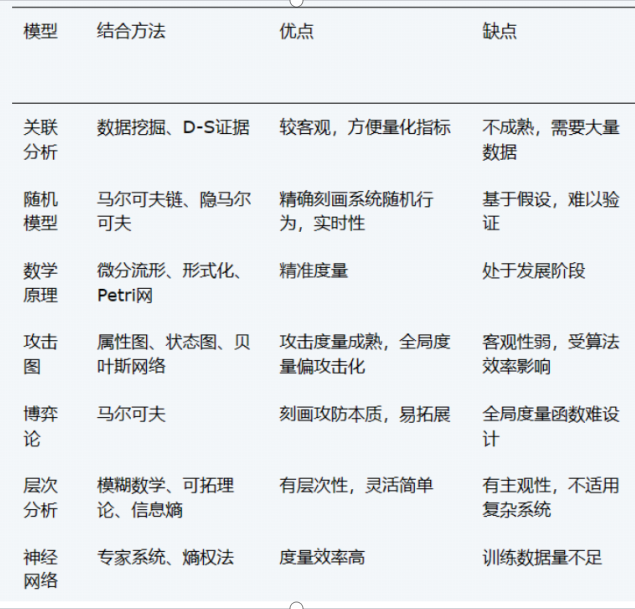 模型 结合方法 优点 缺点
关联 数据挖掘、D-S证据 较客观，方便量化指标 不成熟，需要大量
分析 数据
随机 马尔可夫链、隐马尔 精确刻画系统随机行 基于假设，难以验
模型 可夫 为，实时性 证
数学 微分流形、形式化、 精准度量 处于发展阶段
原理 Petri网
攻击 属性图、状态图、贝 攻击度量成熟，全局度 客观性弱，受算法
图 叶斯网络 量偏攻击化 效率影响
博弈 马尔可夫 刻画攻防本质，易拓展 全局度量函数难设
论 计
层次 模糊数学、可拓理 有层次性，灵活简单 有主观性，不适用
分析 论、信息熵 复杂系统
神经 专家系统、熵权法 度量效率高 训练数据量不足
网络